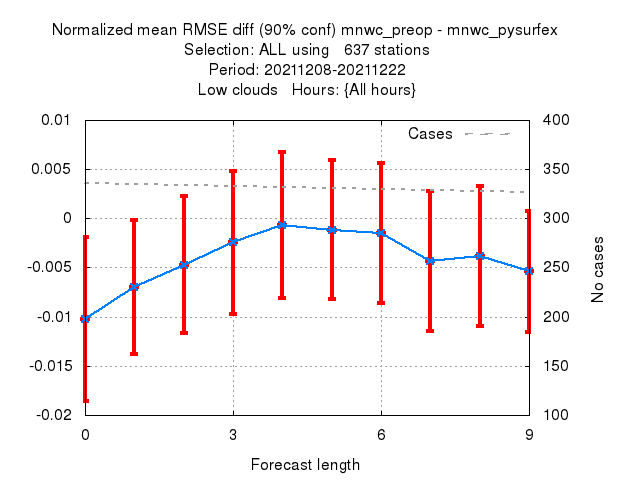 Normalized mean RMSE diff (90% conf) mnwc_preop - mnwc_pysurfex
Selection: ALL using   637 stations
Period: 20211208-20211222
Low clouds   Hours: {All hours}
0.01
0.005
0
-0.005
-0.01
-0.015
-0.02
Cases
400
350
300
250
200
150
100
No cases
0 3 6 9
Forecast length